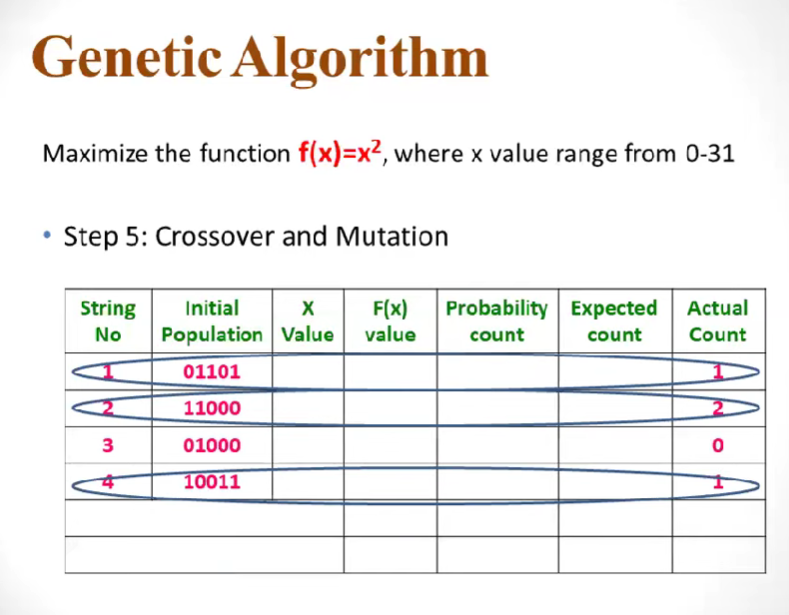 Genetic Algorithm
Maximize the function f(x)=x², where x value range from 0-31
• Step 5: Crossover and Mutation
String No Initial Population X Value F(x) value Probability count Expected count Actual Count
1 01101 1
2 11000 2
3 01000 0
4 10011 1